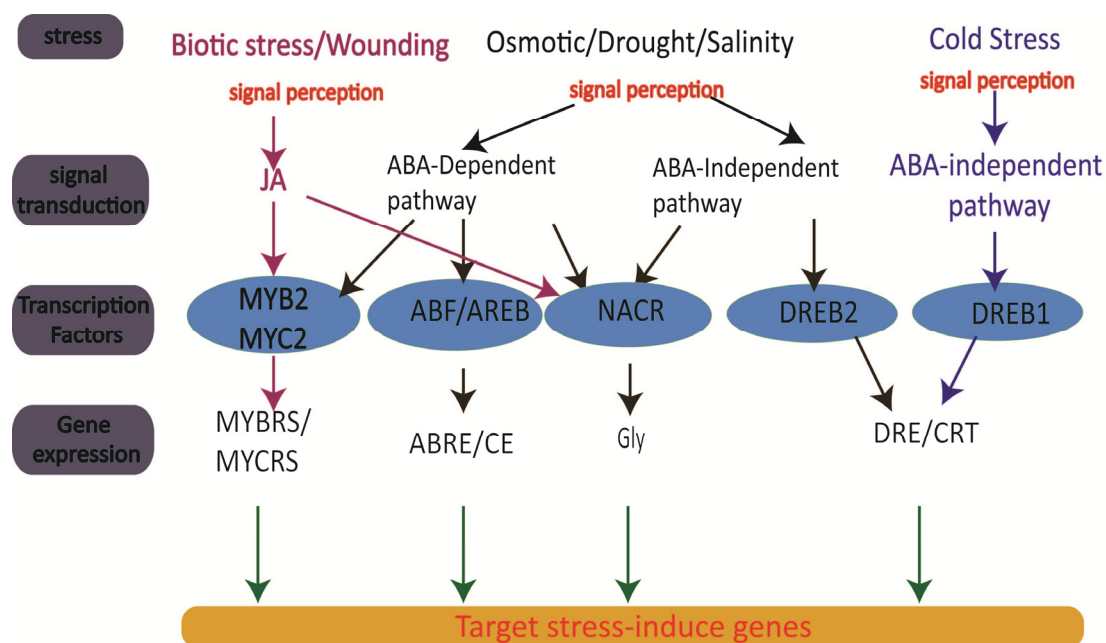 stress
Biotic stress/Wounding
Osmotic/Drought/Salinity
Cold Stress
signal perception
signal perception
signal perception
signal
transduction
JA
ABA-Dependent
pathway
ABA-Independent
pathway
ABA-independent
pathway
Transcription
Factors
MYB2
MYC2
ABF/AREB
NACR
DREB2
DREB1
Gene
expression
MYBRS/
MYCRS
ABRE/CE
Gly
DRE/CRT
Target stress-induce genes